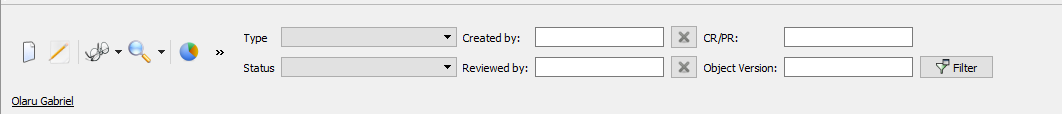 Type Created by: CR/PR:
»
Status Reviewed by: Object Version: Filter
Olaru Gabriel